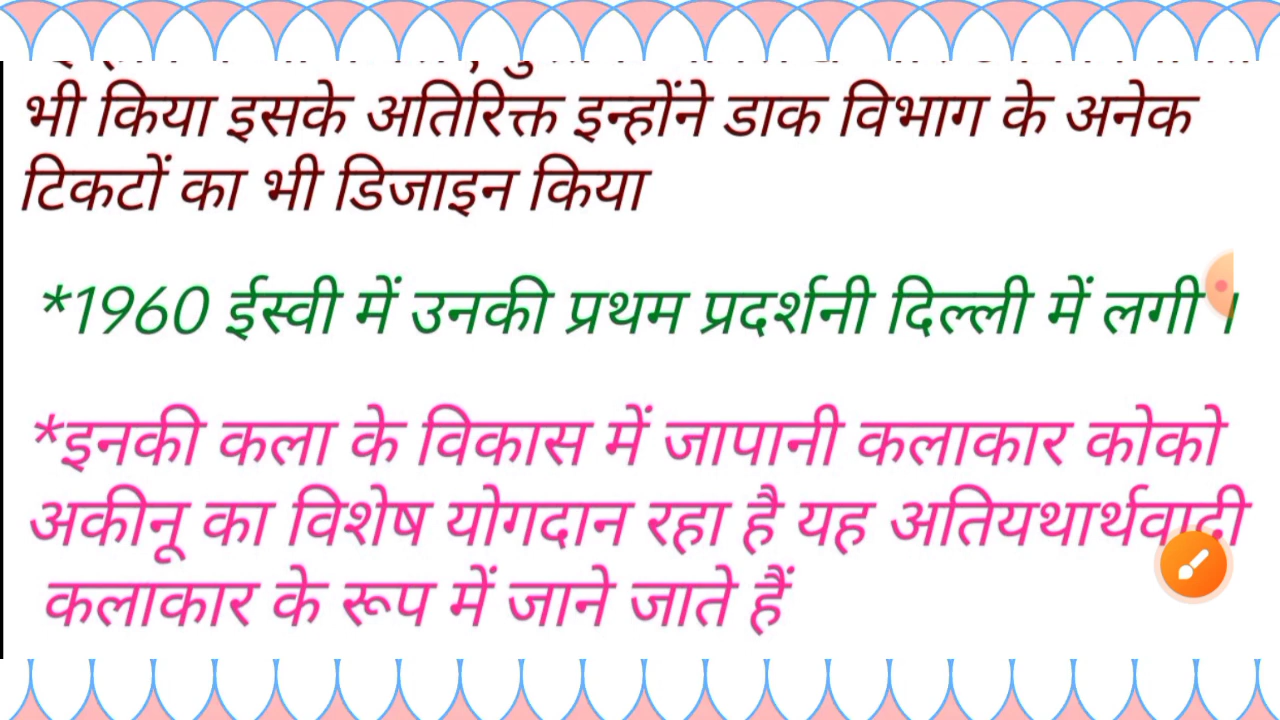 भी किया इसके अतिरिक्त इन्होंने डाक विभाग के अनेक
टिकटों का भी डिजाइन किया
*1960 ईस्वी में उनकी प्रथम प्रदर्शनी दिल्ली में लगी ।
*इनकी कला के विकास में जापानी कलाकार कोको
अकीनू का विशेष योगदान रहा है यह अतियथार्थवादी
कलाकार के रूप में जाने जाते हैं